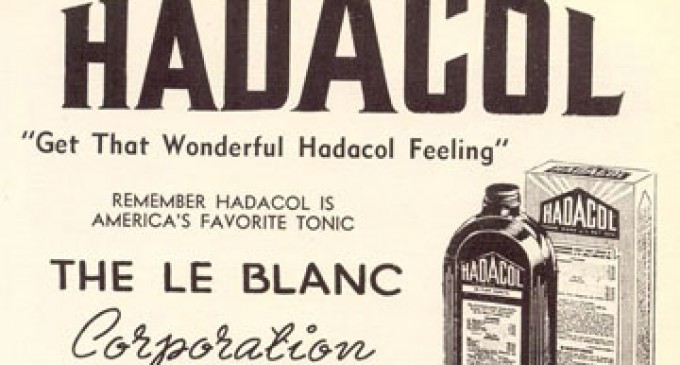 HADACOL
"Get That Wonderful Hadacol Feeling"
REMEMBER HADACOL IS
AMERICA'S FAVORITE TONIC
THE LE BLANC
Corporation
HADACOL
HADACOL